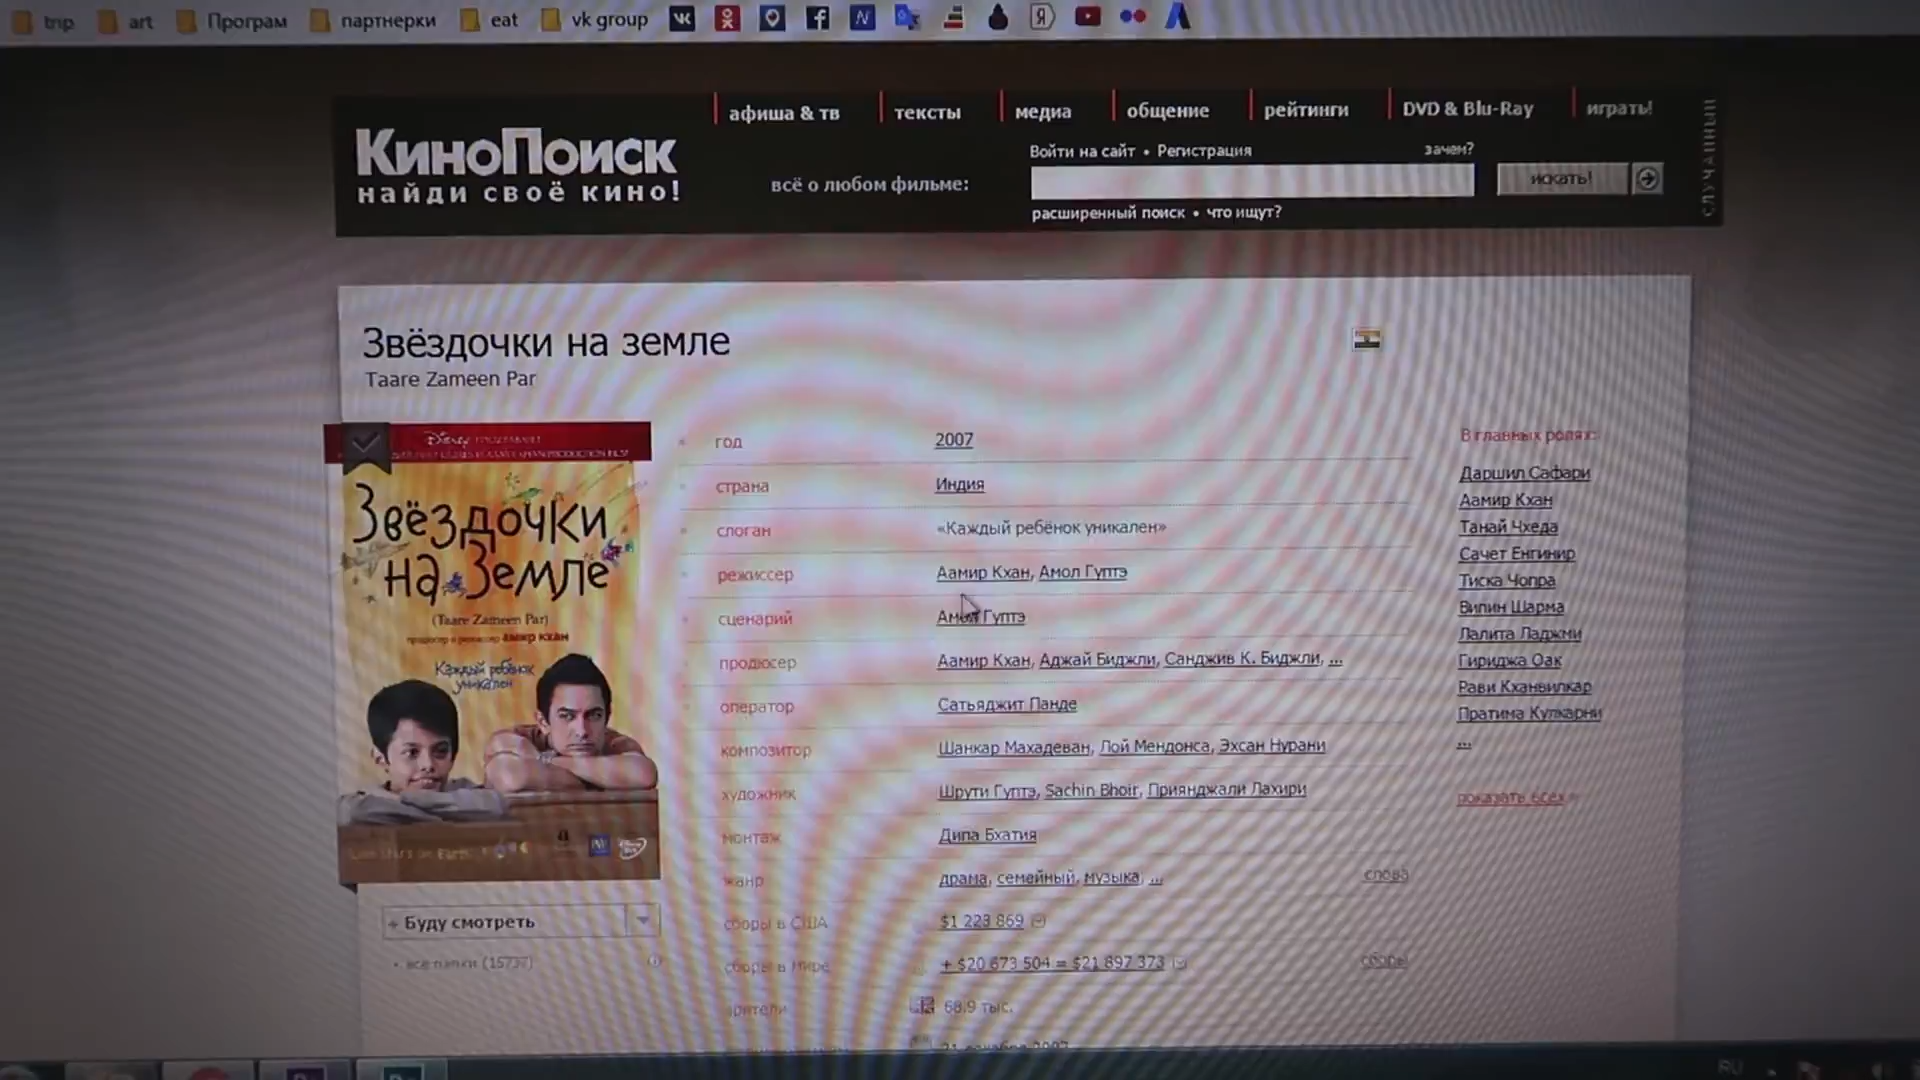 trip art Програм партнерки eat vk group
афиша & тв тексты медиа общение рейтинги DVD & Blu-Ray играть!
КиноПоиск
найди своё кино!
Войти на сайт • Регистрация зачем?
всё о любом фильме: искать!
расширенный поиск • что ищут?
Звёздочки на земле
Taare Zameen Par
Disney
Звёздочки
на Земле
(Taare Zameen Par)
Каждый ребёнок
уникален
+ Буду смотреть
• все папки (15737)
год 2007
страна Индия
слоган «Каждый ребёнок уникален»
режиссер Аамир Кхан, Амол Гуптэ
сценарий Амол Гуптэ
продюсер Аамир Кхан, Аджай Биджли, Санджив К. Биджли, ...
оператор Сатьяджит Панде
композитор Шанкар Махадеван, Лой Мендонса, Эхсан Нурани
художник Шрути Гуптэ, Sachin Bhoir, Приянджали Лахири
монтаж Дипа Бхатия
жанр драма, семейный, музыка, ... слова
сборы в США $1 223 869
сборы в мире + $20 673 504 = $21 897 373 сборы
зрители 68.9 тыс.
В главных ролях:
Даршил Сафари
Аамир Кхан
Танай Чхеда
Сачет Енгинир
Тиска Чопра
Випин Шарма
Лалита Ладжми
Гириджа Оак
Рави Кханвилкар
Пратима Кулкарни
...
показать всех »
RU